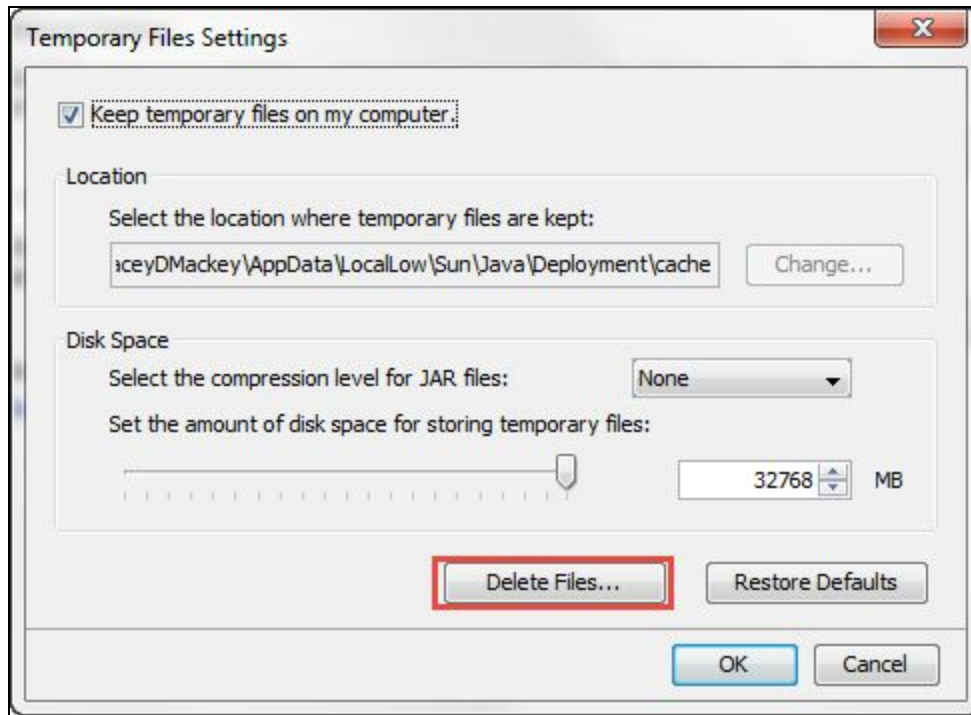 Temporary Files Settings
Keep temporary files on my computer.
Location
Select the location where temporary files are kept:
aceyDMackey\AppData\LocalLow\Sun\Java\Deployment\cache
Change...
Disk Space
Select the compression level for JAR files:
None
Set the amount of disk space for storing temporary files:
32768
MB
Delete Files...
Restore Defaults
OK
Cancel